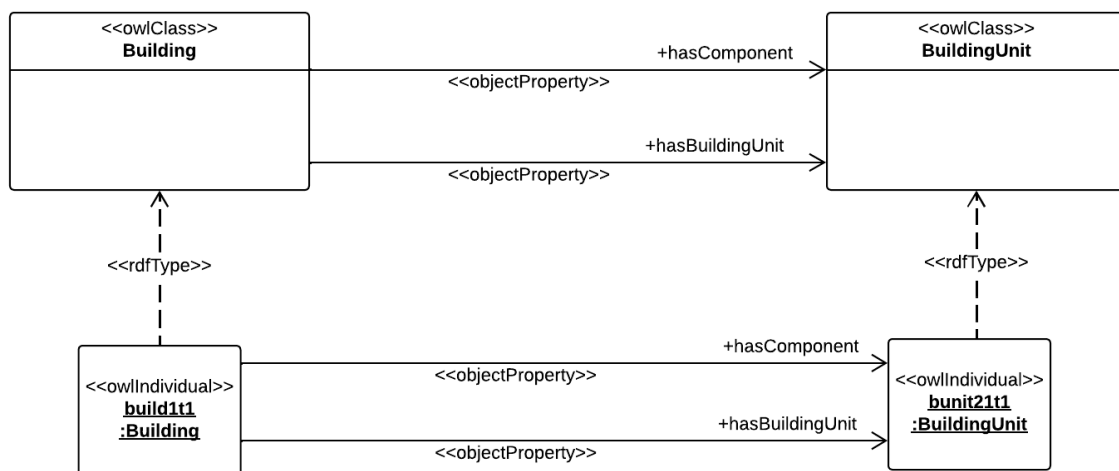 <<owlClass>>
Building
<<owlClass>>
BuildingUnit
+hasComponent
<<objectProperty>>
+hasBuildingUnit
<<objectProperty>>
<<rdfType>>
<<rdfType>>
+hasComponent
<<objectProperty>>
<<owlIndividual>>
build1t1
:Building
<<owlIndividual>>
bunit21t1
:BuildingUnit
+hasBuildingUnit
<<objectProperty>>